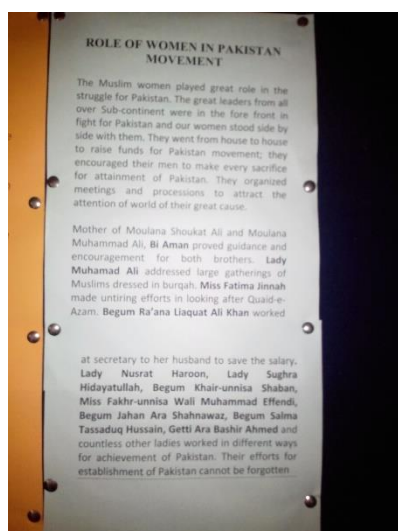 ROLE OF WOMEN IN PAKISTAN
MOVEMENT
The Muslim women played great role in the
struggle for Pakistan. The great leaders from all
over Sub-continent were in the fore front in
fight for Pakistan and our women stood side by
side with them. They went from house to house
to raise funds for Pakistan movement; they
encouraged their men to make every sacrifice
for attainment of Pakistan. They organized
meetings and processions to attract the
attention of world of their great cause.
Mother of Moulana Shoukat Ali and Moulana
Muhammad Ali, Bi Aman proved guidance and
encouragement for both brothers. Lady
Muhamad Ali addressed large gatherings of
Muslims dressed in burqah. Miss Fatima Jinnah
made untiring efforts in looking after Quaid-e-
Azam. Begum Ra'ana Liaquat Ali Khan worked
at secretary to her husband to save the salary.
Lady Nusrat Haroon, Lady Sughra
Hidayatullah, Begum Khair-unnisa Shaban,
Miss Fakhr-unnisa Wali Muhammad Effendi,
Begum Jahan Ara Shahnawaz, Begum Salma
Tassaduq Hussain, Getti Ara Bashir Ahmed and
countless other ladies worked in different ways
for achievement of Pakistan. Their efforts for
establishment of Pakistan cannot be forgotten